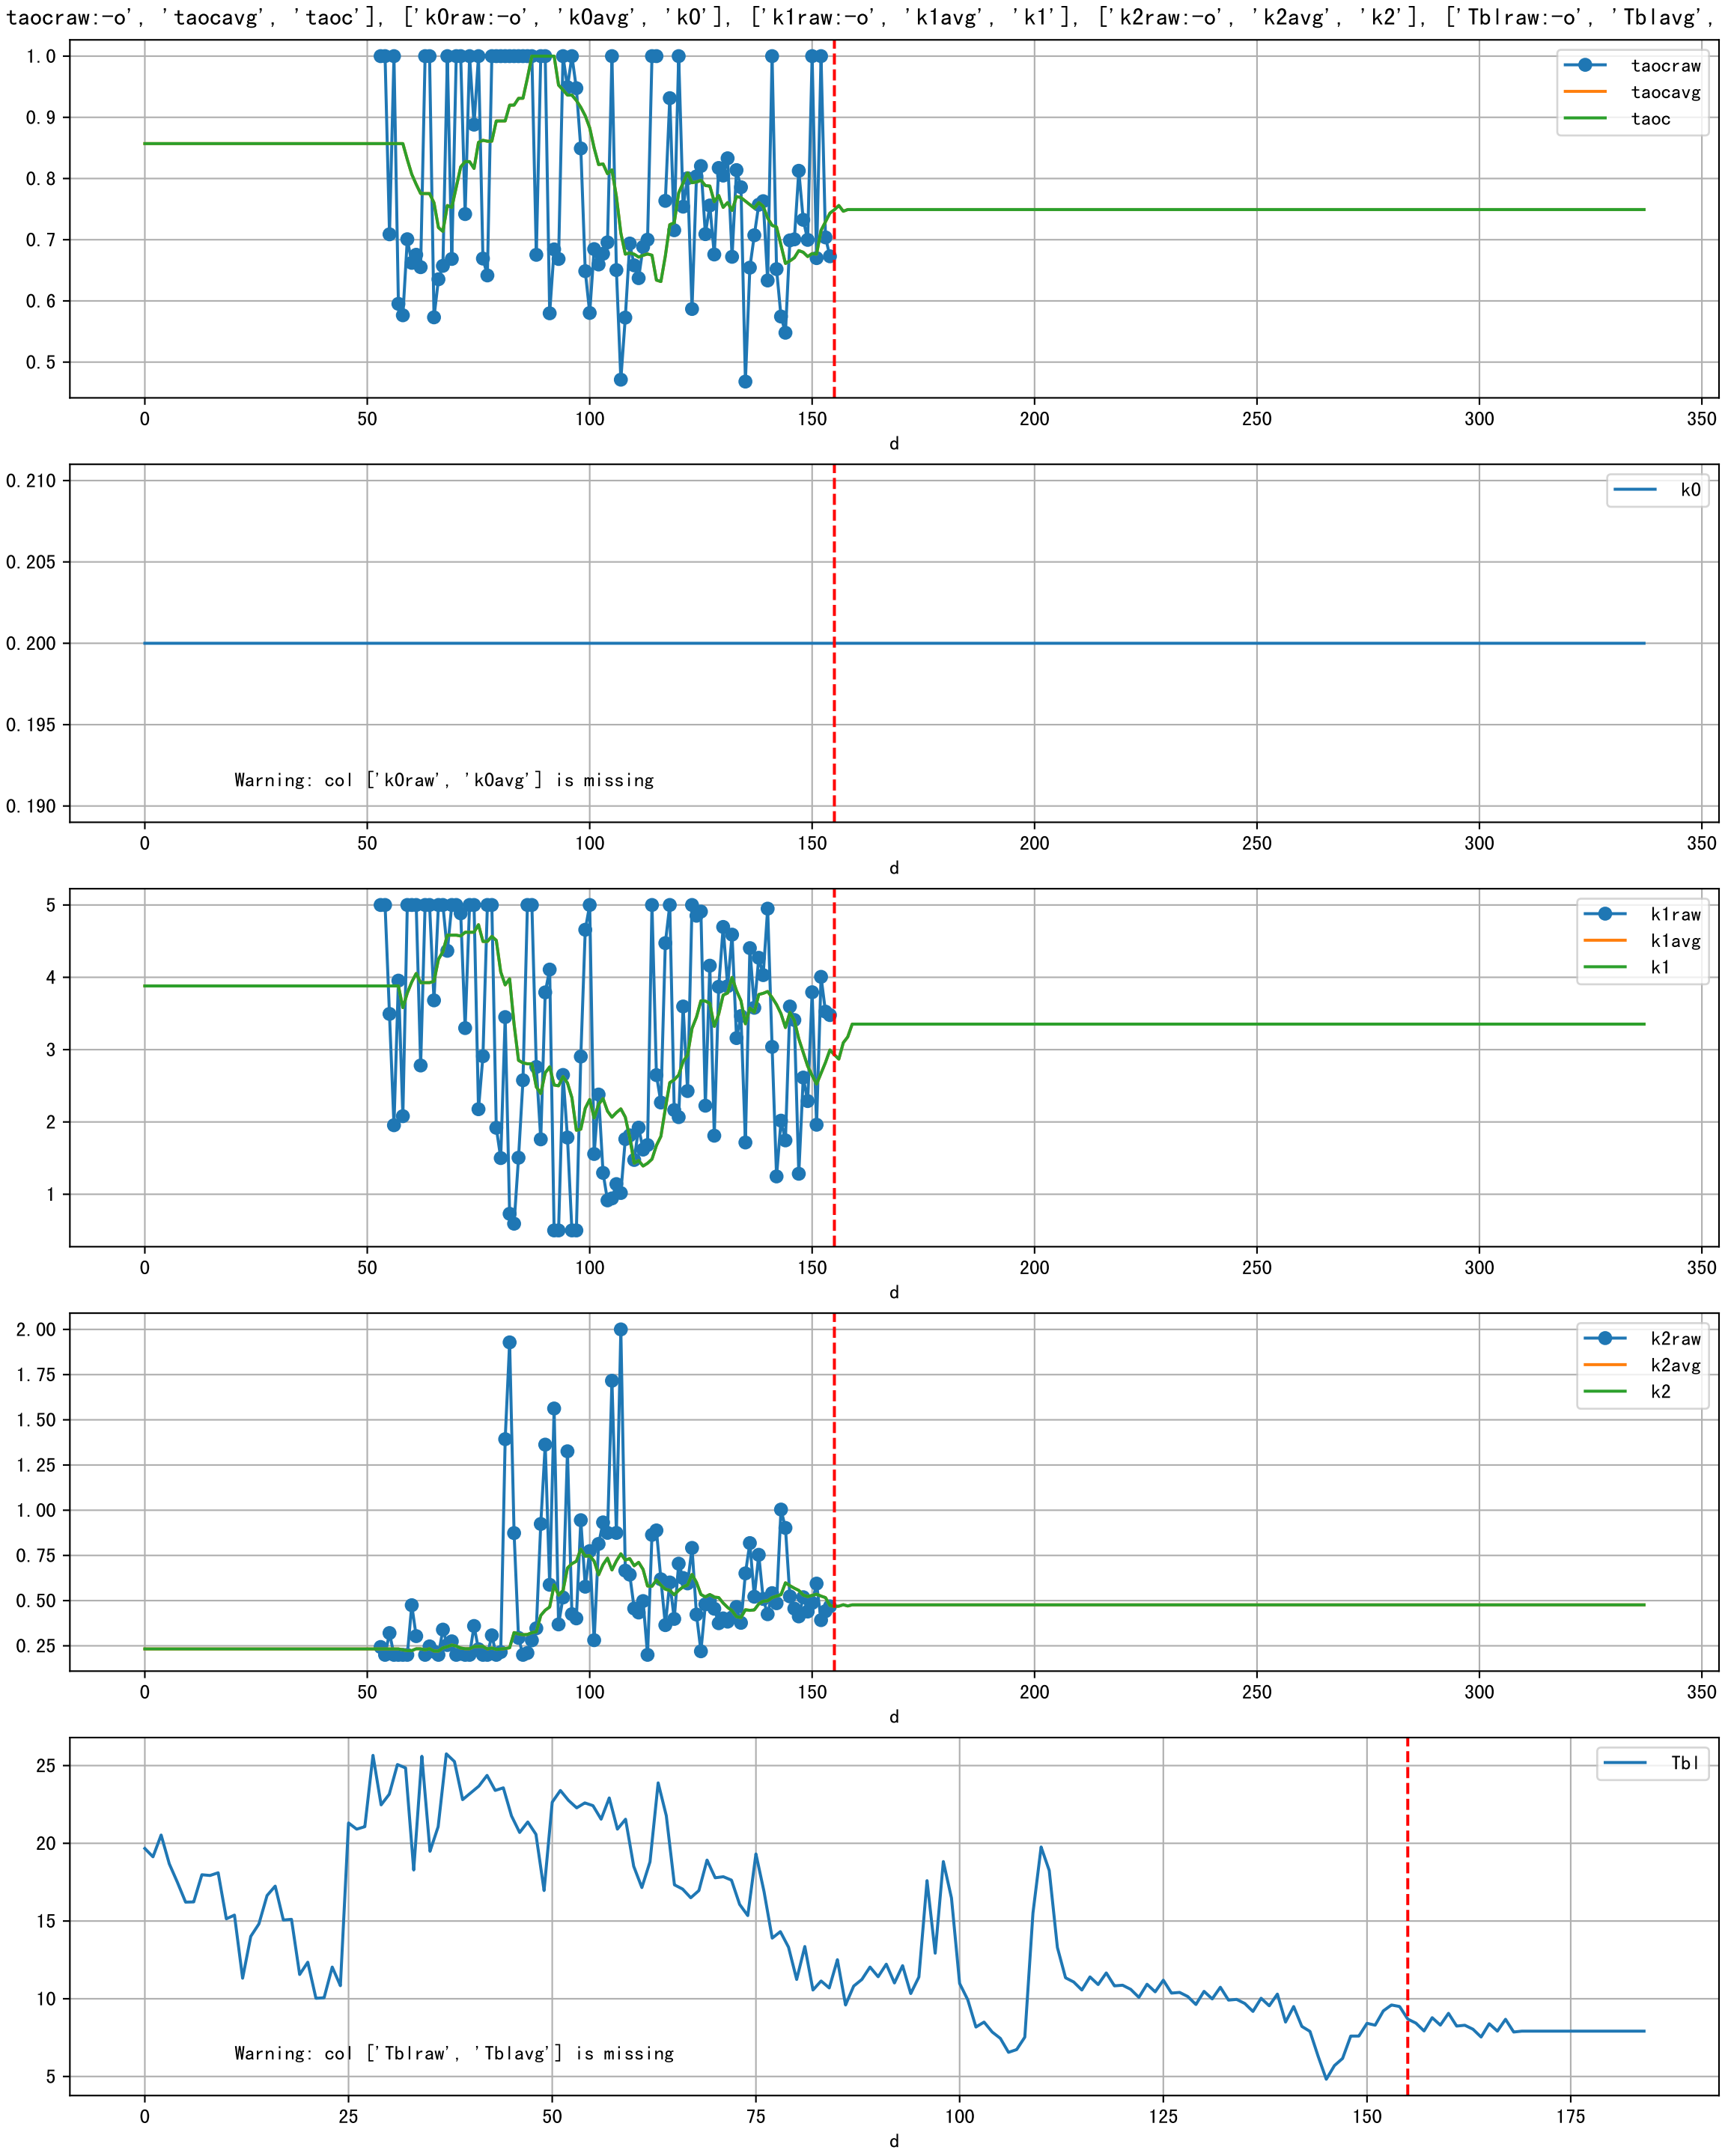 taocraw:-o', 'taocavg', 'taoc'], ['k0raw:-o', 'k0avg', 'k0'], ['k1raw:-o', 'k1avg', 'k1'], ['k2raw:-o', 'k2avg', 'k2'], ['Tblraw:-o', 'Tblavg',
1.0
0.9
0.8
0.7
0.6
0.5
taocraw
taocavg
taoc
0 50 100 150 200 250 300 350
d
0.210
0.205
0.200
0.195
0.190
k0
Warning: col ['k0raw', 'k0avg'] is missing
0 50 100 150 200 250 300 350
d
5
4
3
2
1
k1raw
k1avg
k1
0 50 100 150 200 250 300 350
d
2.00
1.75
1.50
1.25
1.00
0.75
0.50
0.25
k2raw
k2avg
k2
0 50 100 150 200 250 300 350
d
25
20
15
10
5
Tbl
Warning: col ['Tblraw', 'Tblavg'] is missing
0 25 50 75 100 125 150 175
d